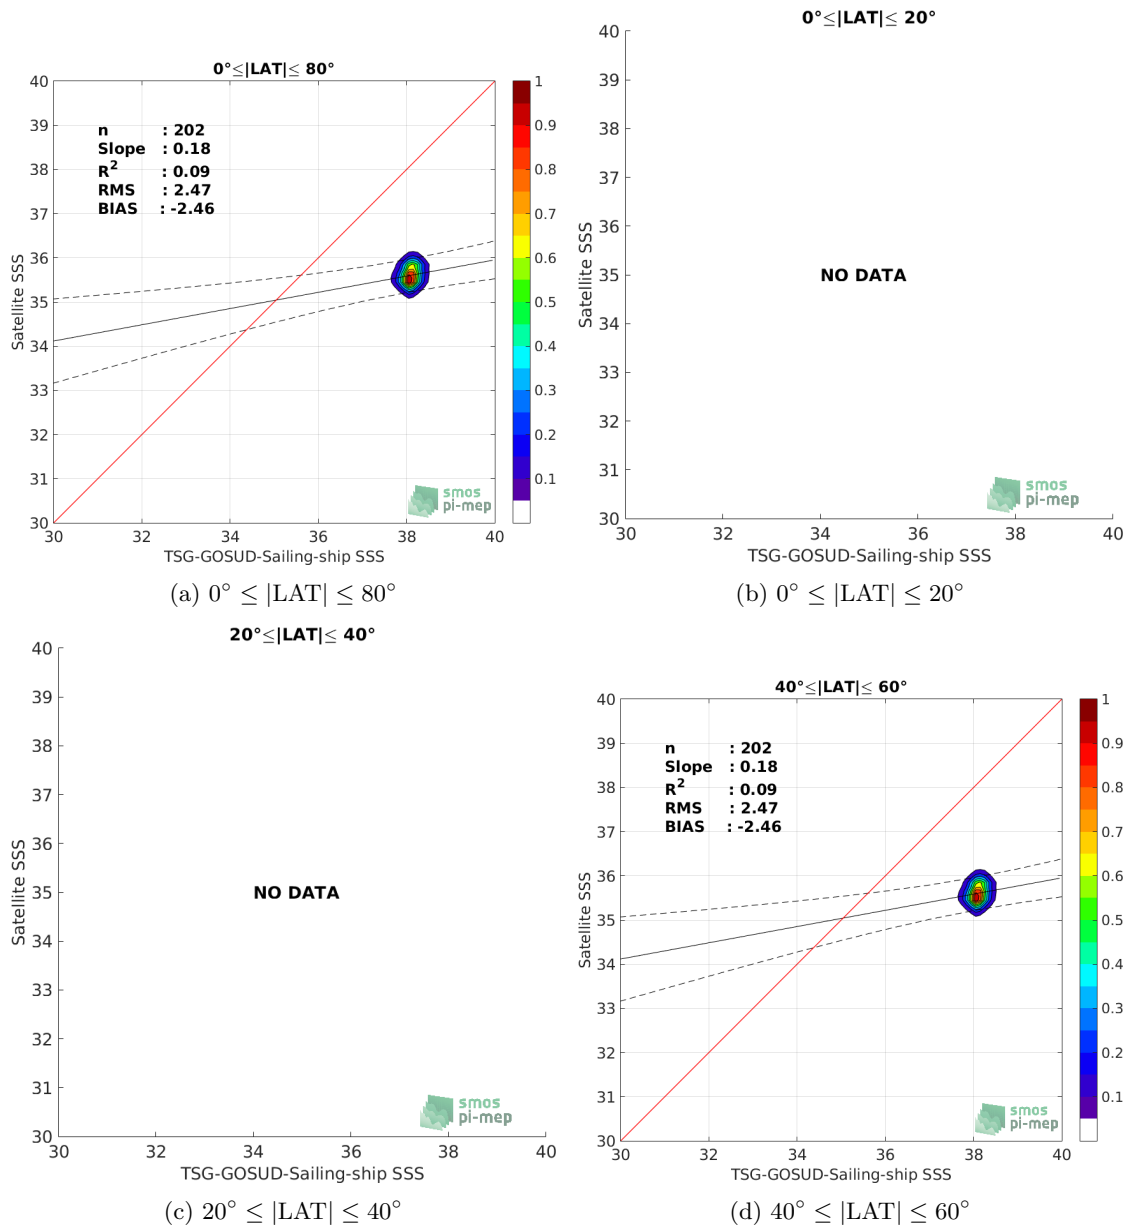 0°≤|LAT|≤ 80°
40
39
38
37
36
35
34
33
32
31
30
Satellite SSS
n : 202
Slope : 0.18
R2 : 0.09
RMS : 2.47
BIAS : -2.46
smos
pi-mep
30 32 34 36 38 40
TSG-GOSUD-Sailing-ship SSS
1
0.9
0.8
0.7
0.6
0.5
0.4
0.3
0.2
0.1
(a) 0° ≤ |LAT| ≤ 80°
0°≤|LAT|≤ 20°
40
39
38
37
36
35
34
33
32
31
30
Satellite SSS
NO DATA
smos
pi-mep
30 32 34 36 38 40
TSG-GOSUD-Sailing-ship SSS
(b) 0° ≤ |LAT| ≤ 20°
20°≤|LAT|≤ 40°
40
39
38
37
36
35
34
33
32
31
30
Satellite SSS
NO DATA
smos
pi-mep
30 32 34 36 38 40
TSG-GOSUD-Sailing-ship SSS
(c) 20° ≤ |LAT| ≤ 40°
40°≤|LAT|≤ 60°
40
39
38
37
36
35
34
33
32
31
30
Satellite SSS
n : 202
Slope : 0.18
R2 : 0.09
RMS : 2.47
BIAS : -2.46
smos
pi-mep
30 32 34 36 38 40
TSG-GOSUD-Sailing-ship SSS
1
0.9
0.8
0.7
0.6
0.5
0.4
0.3
0.2
0.1
(d) 40° ≤ |LAT| ≤ 60°